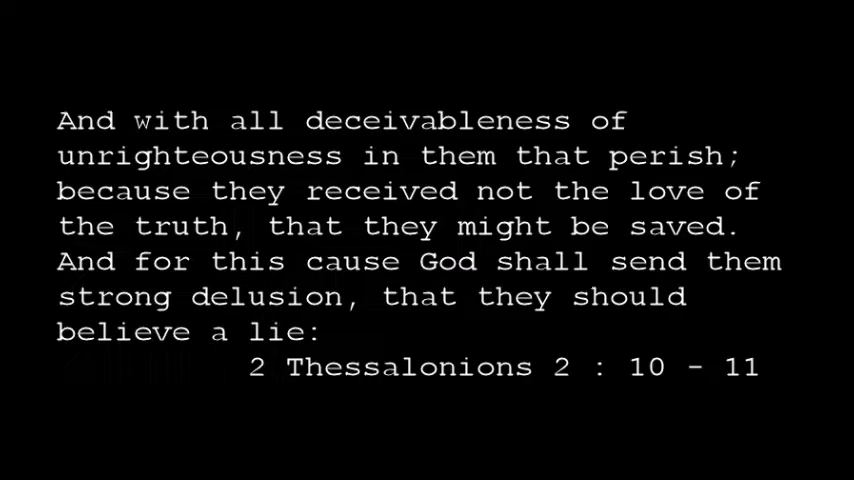 And with all deceivableness of
unrighteousness in them that perish;
because they received not the love of
the truth, that they might be saved.
And for this cause God shall send them
strong delusion, that they should
believe a lie:
2 Thessalonions 2 : 10 - 11